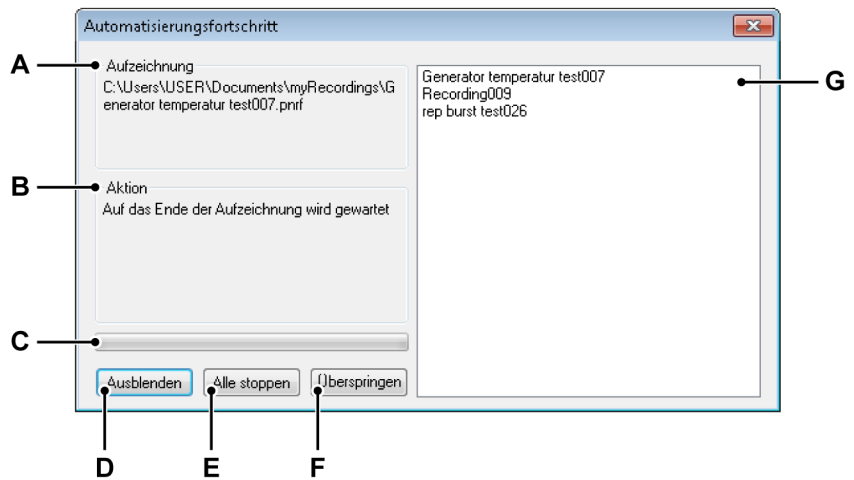 Automatisierungsfortschritt
A
Aufzeichnung
C:\Users\USER\Documents\myRecordings\G
enerator temperatur test007.pnrf
B
Aktion
Auf das Ende der Aufzeichnung wird gewartet
C
Ausblenden
Alle stoppen
Überspringen
Generator temperatur test007
Recording009
rep burst test026
G
D
E
F